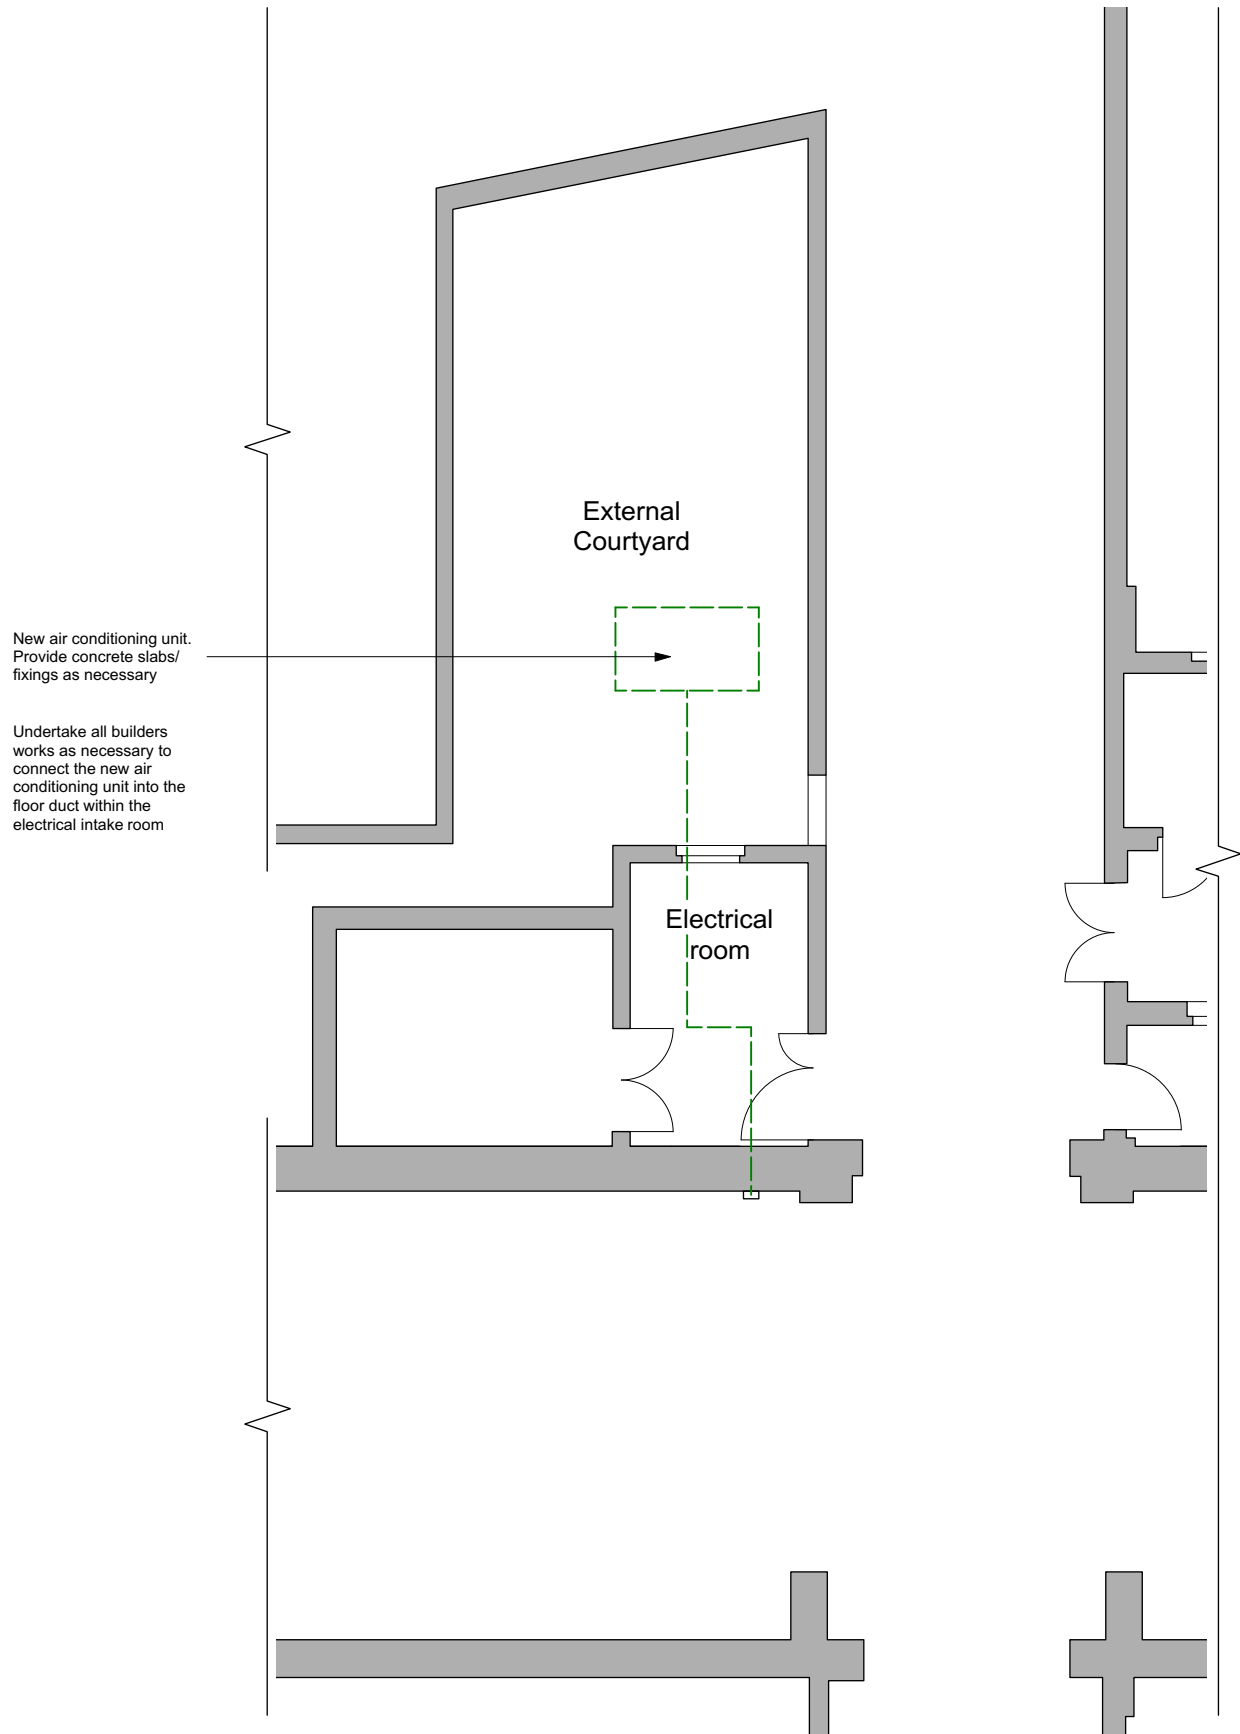 External
Courtyard
New air conditioning unit.
Provide concrete slabs/
fixings as necessary
Undertake all builders
works as necessary to
connect the new air
conditioning unit into the
floor duct within the
electrical intake room
Electrical
room